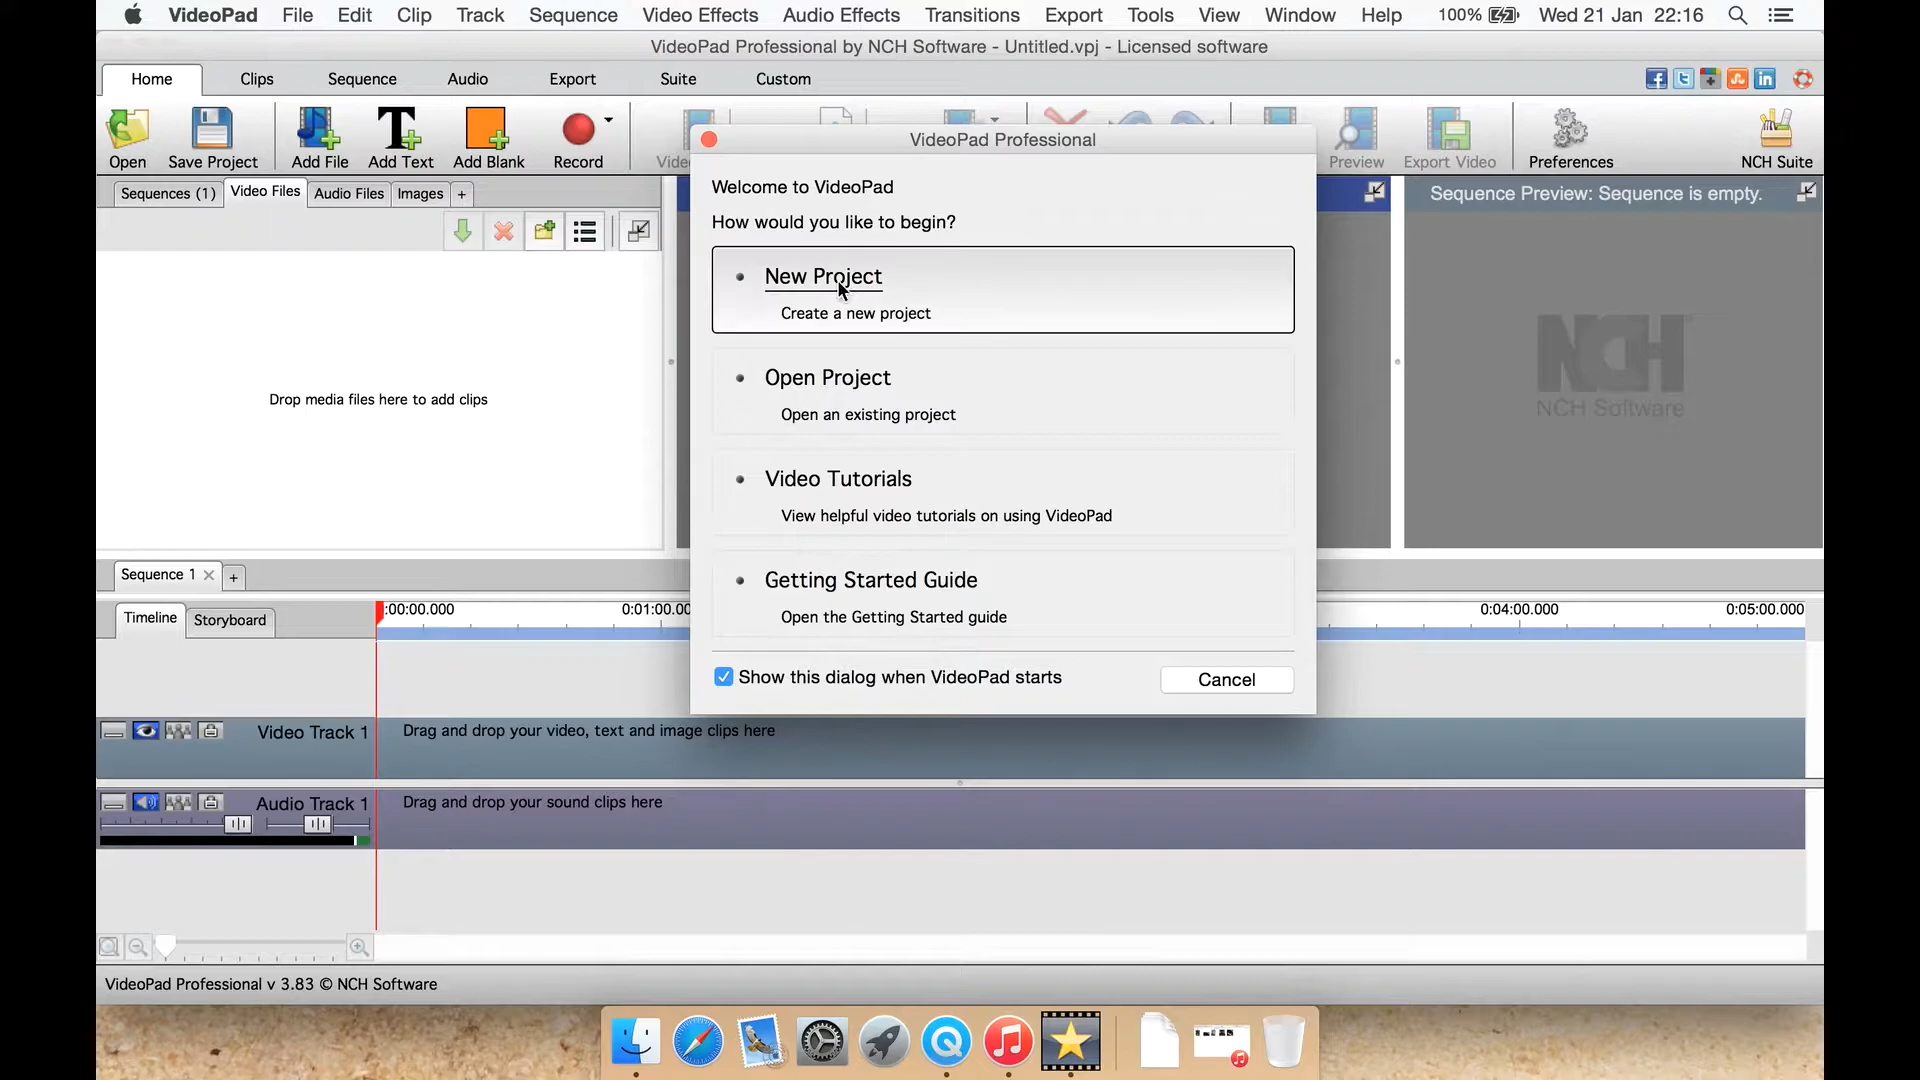 VideoPad File Edit Clip Track Sequence Video Effects Audio Effects Transitions Export Tools View Window Help 100% Wed 21 Jan 22:16
VideoPad Professional by NCH Software - Untitled.vpj - Licensed software
Home Clips Sequence Audio Export Suite Custom
Open Save Project Add File Add Text Add Blank Record Preview Export Video Preferences NCH Suite
Sequences (1) Video Files Audio Files Images +
Drop media files here to add clips
VideoPad Professional
Welcome to VideoPad
How would you like to begin?
New Project
Create a new project
Open Project
Open an existing project
Video Tutorials
View helpful video tutorials on using VideoPad
Getting Started Guide
Open the Getting Started guide
Show this dialog when VideoPad starts
Cancel
Sequence Preview: Sequence is empty.
NCH
NCH Software
Sequence 1 +
Timeline Storyboard
:00:00.000 0:04:00.000 0:05:00.000
Video Track 1 Drag and drop your video, text and image clips here
Audio Track 1 Drag and drop your sound clips here
VideoPad Professional v 3.83 © NCH Software